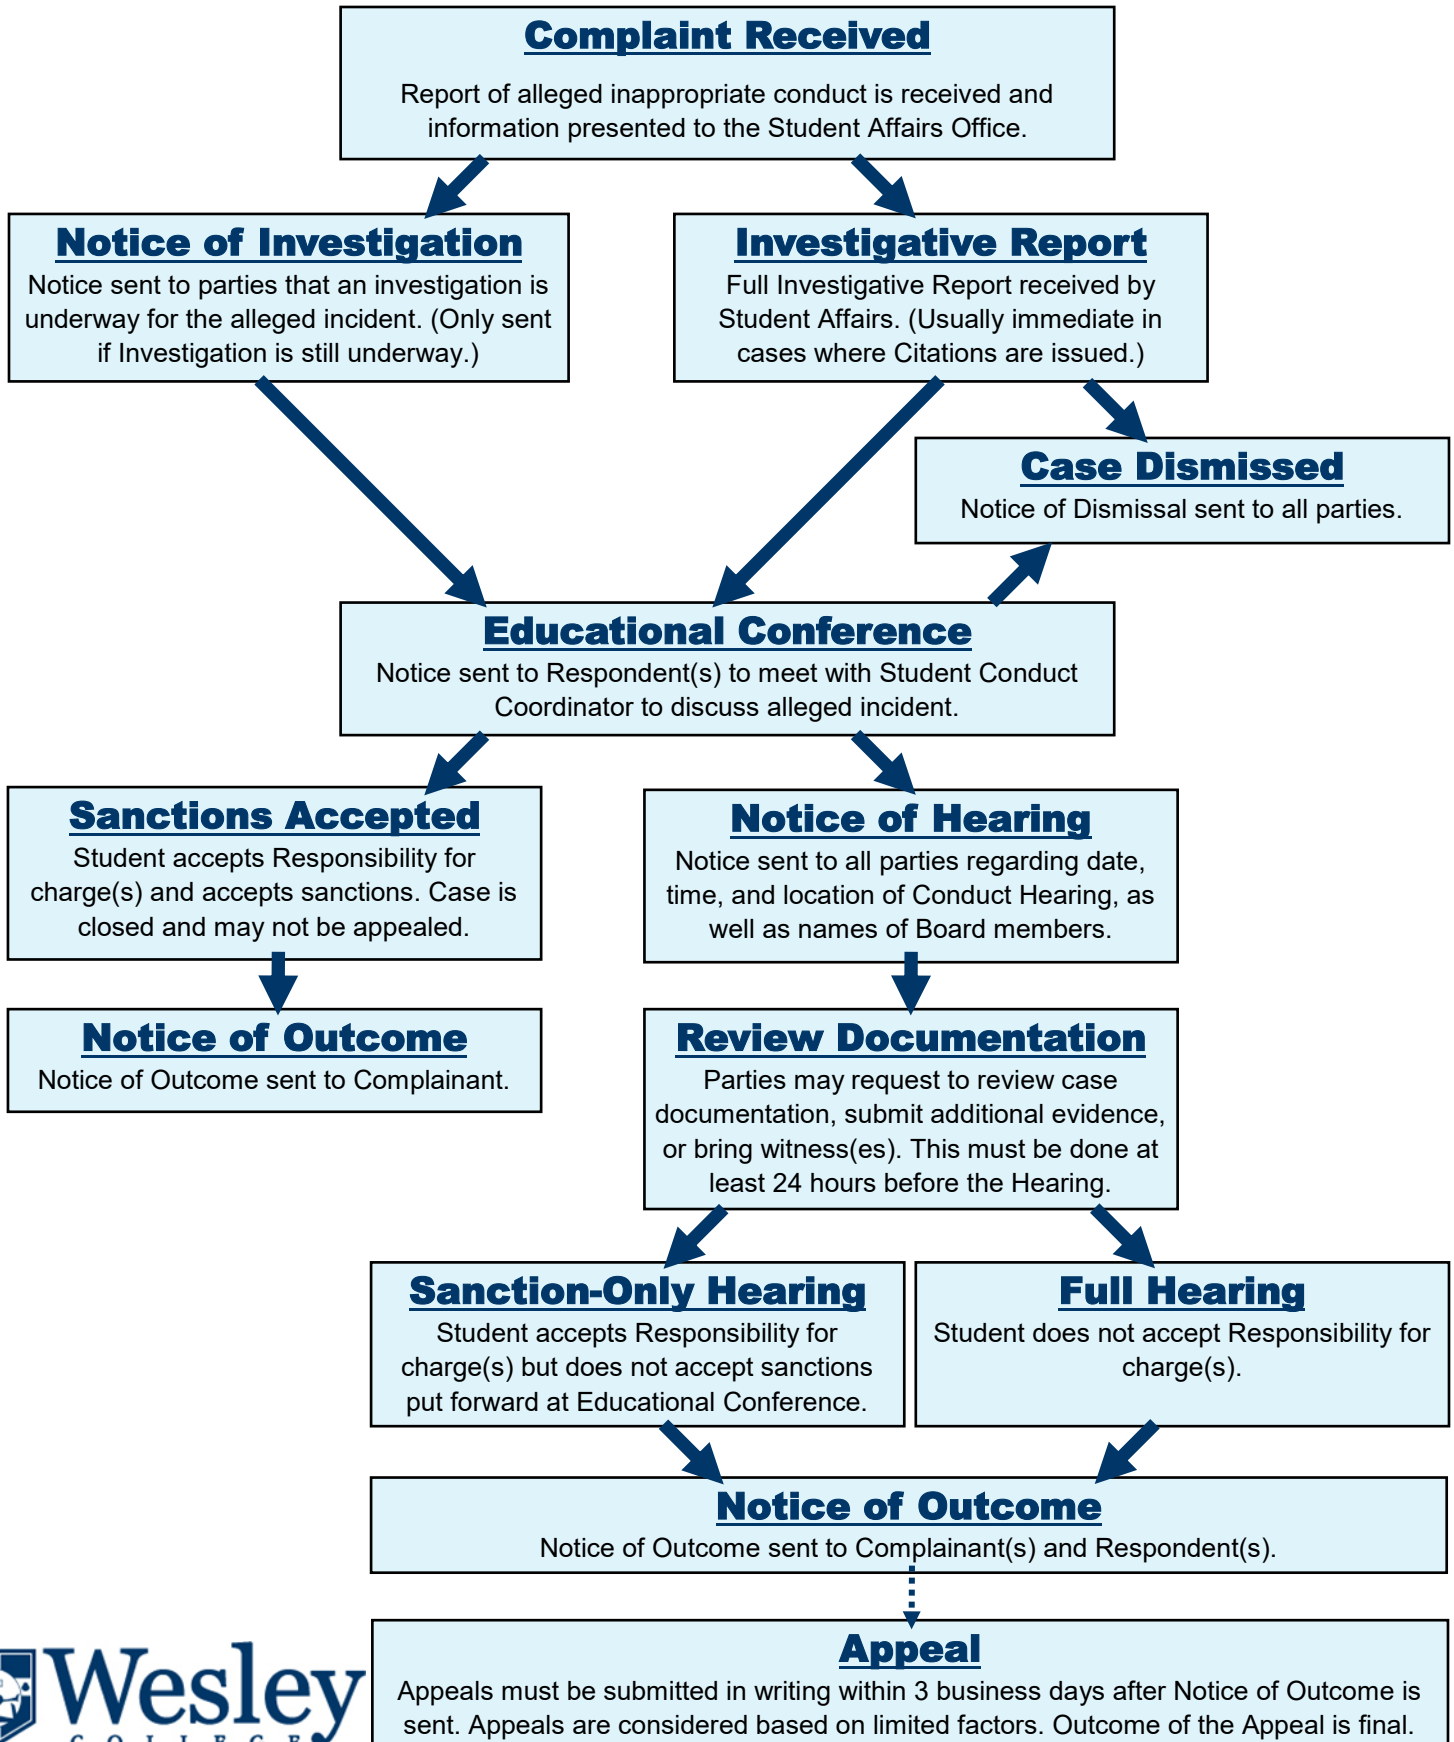 Complaint Received
Report of alleged inappropriate conduct is received and
information presented to the Student Affairs Office.
Notice of Investigation
Notice sent to parties that an investigation is
underway for the alleged incident. (Only sent
if Investigation is still underway.)
Investigative Report
Full Investigative Report received by
Student Affairs. (Usually immediate in
cases where Citations are issued.)
Case Dismissed
Notice of Dismissal sent to all parties.
Educational Conference
Notice sent to Respondent(s) to meet with Student Conduct
Coordinator to discuss alleged incident.
Sanctions Accepted
Student accepts Responsibility for
charge(s) and accepts sanctions. Case is
closed and may not be appealed.
Notice of Hearing
Notice sent to all parties regarding date,
time, and location of Conduct Hearing, as
well as names of Board members.
Notice of Outcome
Notice of Outcome sent to Complainant.
Review Documentation
Parties may request to review case
documentation, submit additional evidence,
or bring witness(es). This must be done at
least 24 hours before the Hearing.
Sanction-Only Hearing
Student accepts Responsibility for
charge(s) but does not accept sanctions
put forward at Educational Conference.
Full Hearing
Student does not accept Responsibility for
charge(s).
Notice of Outcome
Notice of Outcome sent to Complainant(s) and Respondent(s).
Appeal
Appeals must be submitted in writing within 3 business days after Notice of Outcome is
sent. Appeals are considered based on limited factors. Outcome of the Appeal is final.
Wesley
COLLEGE